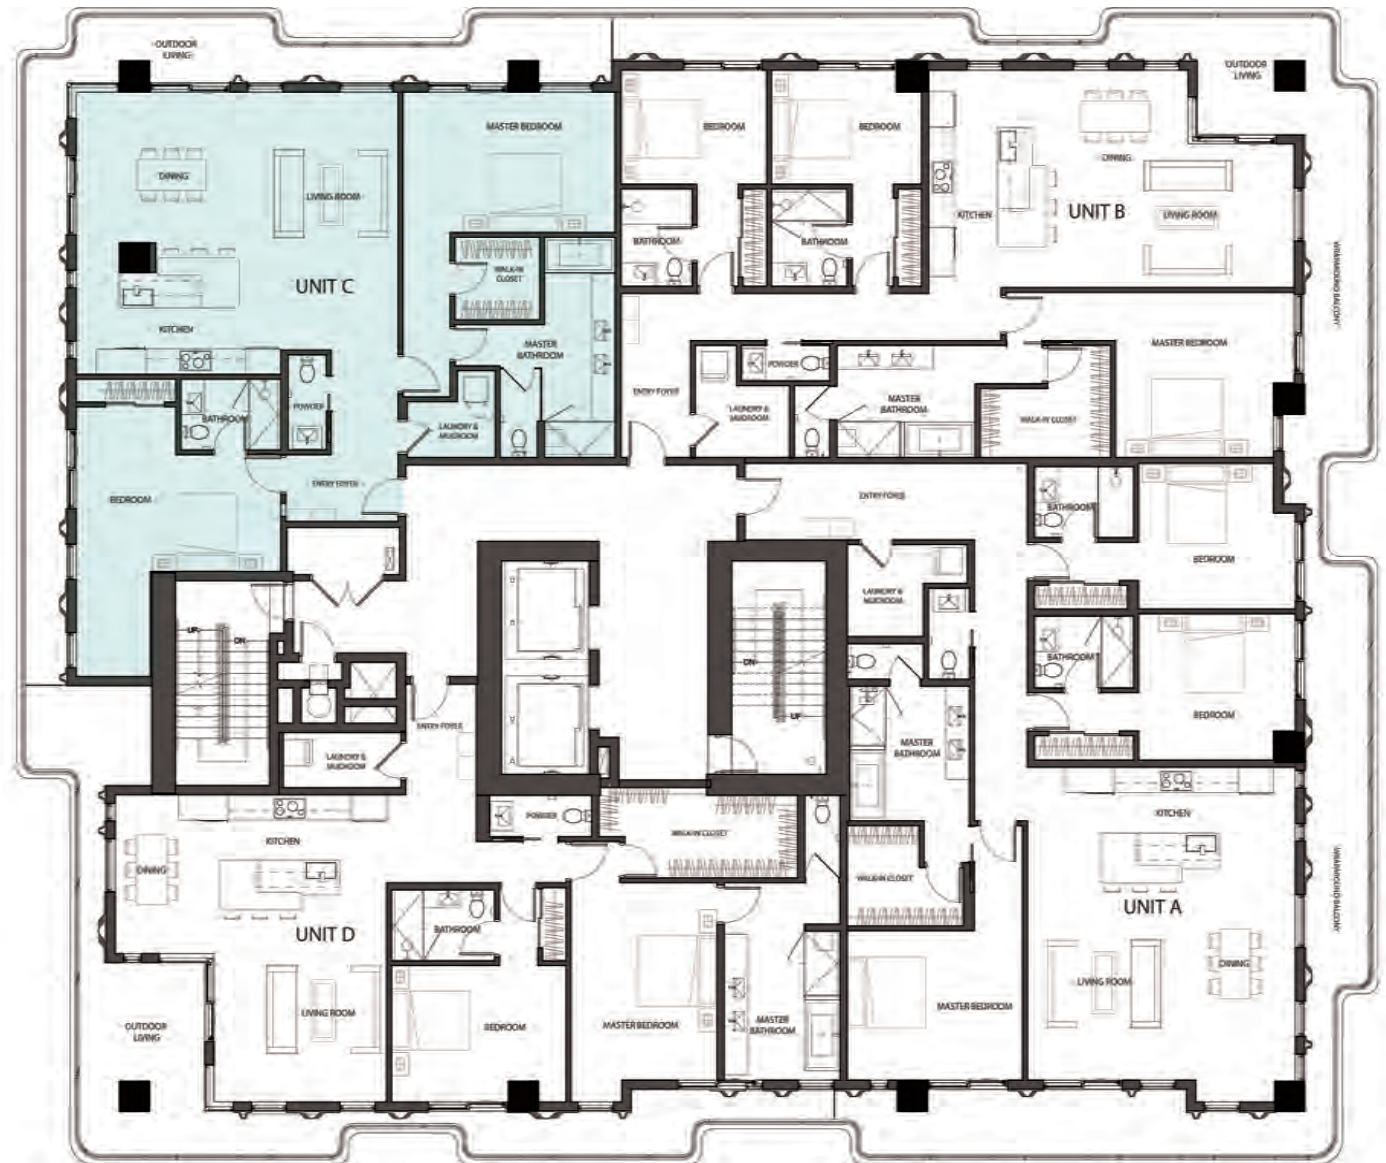 OUTDOOR
LIVING
OUTDOOR
LIVING
MASTER BEDROOM
BEDROOM
BEDROOM
DINING
DINING
LIVING ROOM
KITCHEN
UNIT B
LIVING ROOM
BATHROOM
BATHROOM
WALK-IN
CLOSET
UNIT C
WRAPAROUND BALCONY
KITCHEN
MASTER
BATHROOM
MASTER BEDROOM
POWDER
ENTRY FOYER
MASTER
BATHROOM
POWDER
BATHROOM
LAUNDRY &
MUDROOM
LAUNDRY &
MUDROOM
WALK-IN CLOSET
ENTRY FOYER
BEDROOM
ENTRY FOYER
BATHROOM
BEDROOM
LAUNDRY &
MUDROOM
UP
DN
DN
UP
BATHROOM
BEDROOM
ENTRY FOYER
MASTER
BATHROOM
LAUNDRY &
MUDROOM
KITCHEN
POWDER
WALK-IN CLOSET
KITCHEN
DINING
WALK-IN CLOSET
WRAPAROUND BALCONY
UNIT A
UNIT D
BATHROOM
DINING
LIVING ROOM
MASTER BEDROOM
LIVING ROOM
OUTDOOR
LIVING
BEDROOM
MASTER BEDROOM
MASTER
BATHROOM